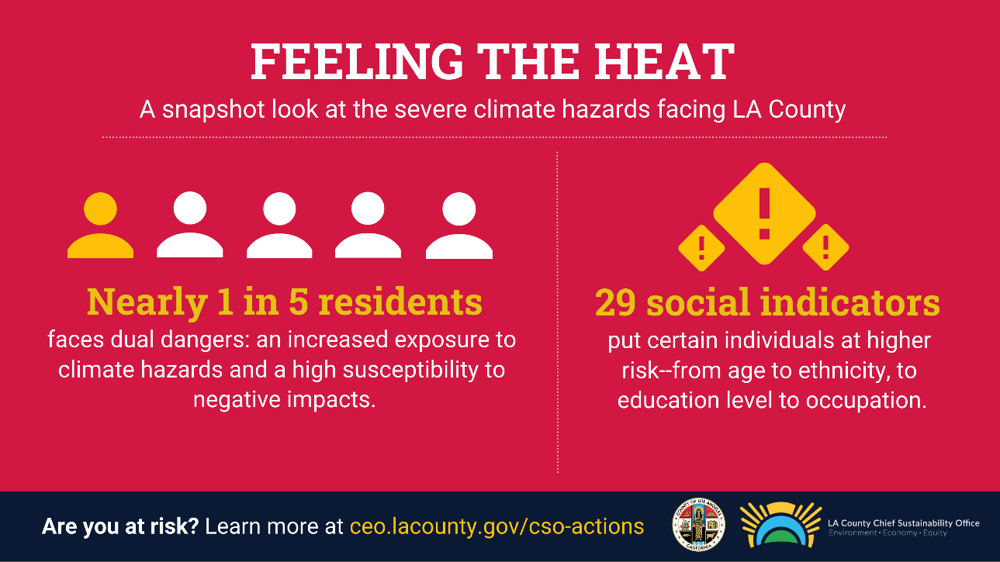 FEELING THE HEAT
A snapshot look at the severe climate hazards facing LA County
Nearly 1 in 5 residents
faces dual dangers: an increased exposure to
climate hazards and a high susceptibility to
negative impacts.
29 social indicators
put certain individuals at higher
risk--from age to ethnicity, to
education level to occupation.
Are you at risk? Learn more at ceo.lacounty.gov/cso-actions
COUNTY OF LOS ANGELES
CALIFORNIA
LA County Chief Sustainability Office
Environment · Economy · Equity